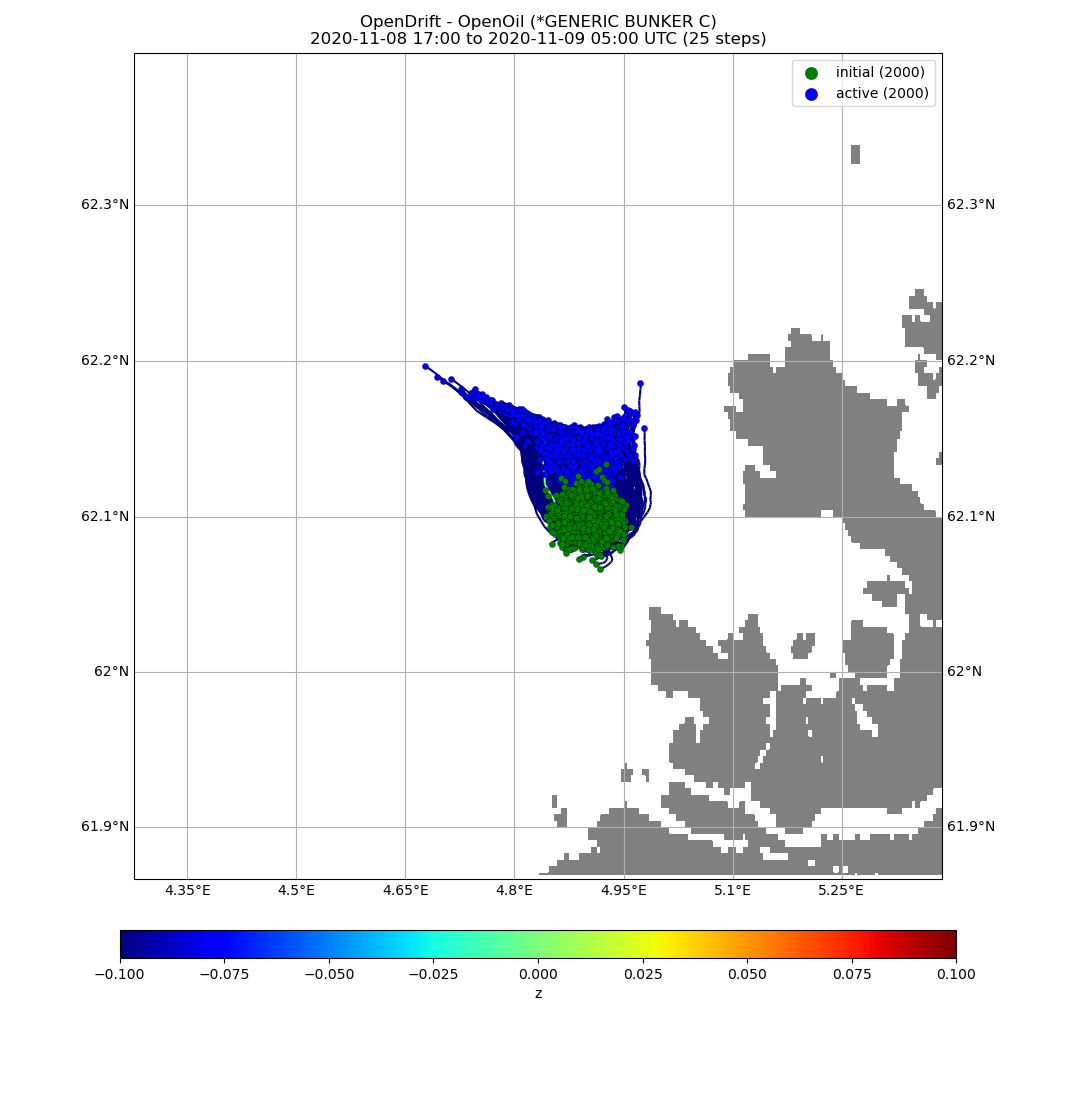 OpenDrift - OpenOil (*GENERIC BUNKER C)
2020-11-08 17:00 to 2020-11-09 05:00 UTC (25 steps)
initial (2000)
active (2000)
62.3°N 62.3°N
62.2°N 62.2°N
62.1°N 62.1°N
62°N 62°N
61.9°N 61.9°N
4.35°E 4.5°E 4.65°E 4.8°E 4.95°E 5.1°E 5.25°E
−0.100 −0.075 −0.050 −0.025 0.000 0.025 0.050 0.075 0.100
z